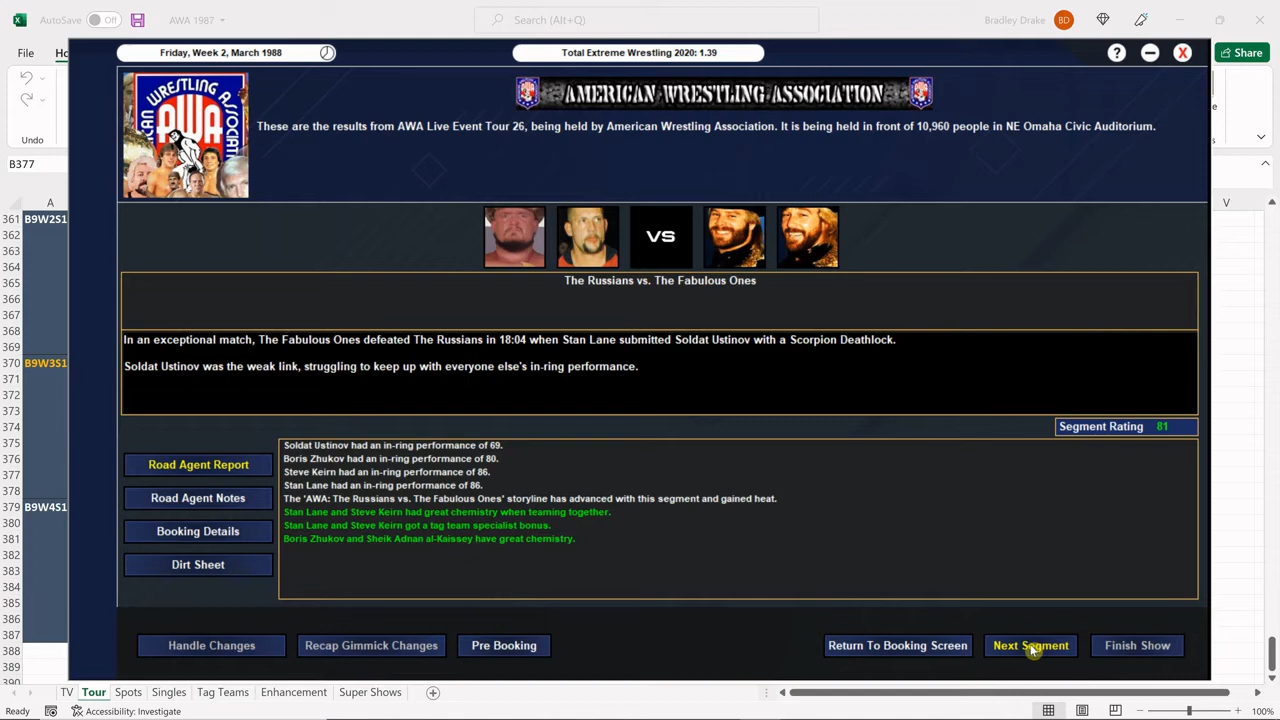 AutoSave Off AWA 1987 Search (Alt+Q) Bradley Drake BD
File Share
Friday, Week 2, March 1988 Total Extreme Wrestling 2020: 1.39 ?
X
AMERICAN WRESTLING ASSOCIATION
AWA
These are the results from AWA Live Event Tour 26, being held by American Wrestling Association. It is being held in front of 10,960 people in NE Omaha Civic Auditorium.
Undo
B377
A V
VS
The Russians vs. The Fabulous Ones
In an exceptional match, The Fabulous Ones defeated The Russians in 18:04 when Stan Lane submitted Soldat Ustinov with a Scorpion Deathlock.
Soldat Ustinov was the weak link, struggling to keep up with everyone else's in-ring performance.
Segment Rating 81
Road Agent Report
Road Agent Notes
Booking Details
Dirt Sheet
Soldat Ustinov had an in-ring performance of 69.
Boris Zhukov had an in-ring performance of 80.
Steve Keirn had an in-ring performance of 86.
Stan Lane had an in-ring performance of 86.
The 'AWA: The Russians vs. The Fabulous Ones' storyline has advanced with this segment and gained heat.
Stan Lane and Steve Keirn had great chemistry when teaming together.
Stan Lane and Steve Keirn got a tag team specialist bonus.
Boris Zhukov and Sheik Adnan al-Kaissey have great chemistry.
Handle Changes Recap Gimmick Changes Pre Booking Return To Booking Screen Next Segment Finish Show
361 B9W2S1
362
363
364
365
366
367
368
369
370 B9W3S1
371
372
373
374
375
376
377
378
379 B9W4S1
380
381
382
383
384
385
386
387
388
389
390
TV Tour Spots Singles Tag Teams Enhancement Super Shows
Ready Accessibility: Investigate 100%